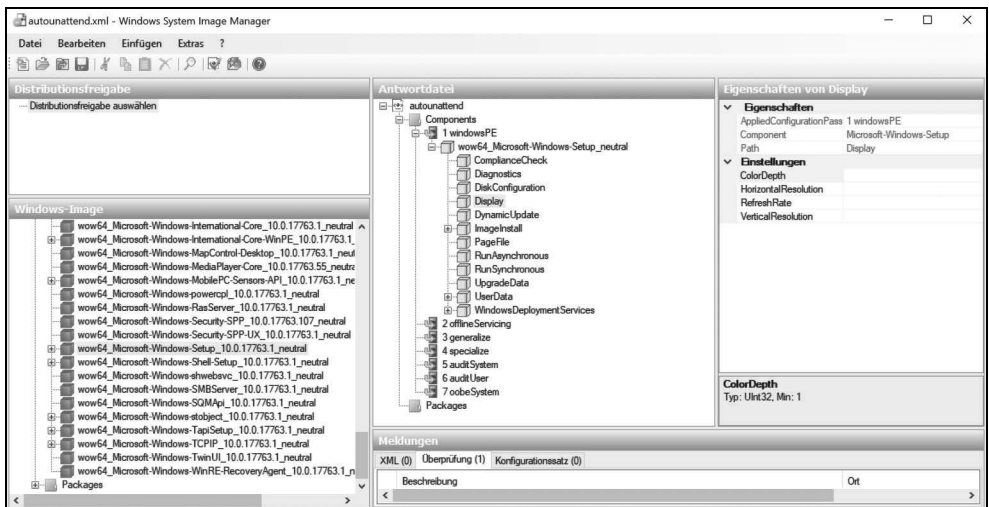 autounattend.xml - Windows System Image Manager
Datei Bearbeiten Einfügen Extras ?
Distributionsfreigabe
Distributionsfreigabe auswählen
Windows-Image
wow64_Microsoft-Windows-International-Core_10.0.17763.1_neutral
wow64_Microsoft-Windows-International-Core-WinPE_10.0.17763.1_
wow64_Microsoft-Windows-MapControl-Desktop_10.0.17763.1_neut
wow64_Microsoft-Windows-MediaPlayer-Core_10.0.17763.55_neutra
wow64_Microsoft-Windows-MobilePC-Sensors-API_10.0.17763.1_ne
wow64_Microsoft-Windows-powercpl_10.0.17763.1_neutral
wow64_Microsoft-Windows-RasServer_10.0.17763.1_neutral
wow64_Microsoft-Windows-Security-SPP_10.0.17763.107_neutral
wow64_Microsoft-Windows-Security-SPP-UX_10.0.17763.1_neutral
wow64_Microsoft-Windows-Setup_10.0.17763.1_neutral
wow64_Microsoft-Windows-Shell-Setup_10.0.17763.1_neutral
wow64_Microsoft-Windows-shwebsvc_10.0.17763.1_neutral
wow64_Microsoft-Windows-SMBServer_10.0.17763.1_neutral
wow64_Microsoft-Windows-SQMApi_10.0.17763.1_neutral
wow64_Microsoft-Windows-stobject_10.0.17763.1_neutral
wow64_Microsoft-Windows-TapiSetup_10.0.17763.1_neutral
wow64_Microsoft-Windows-TCPIP_10.0.17763.1_neutral
wow64_Microsoft-Windows-TwinUI_10.0.17763.1_neutral
wow64_Microsoft-Windows-WinRE-RecoveryAgent_10.0.17763.1_n
Packages
Antwortdatei
autounattend
Components
1 windowsPE
wow64_Microsoft-Windows-Setup_neutral
ComplianceCheck
Diagnostics
DiskConfiguration
Display
DynamicUpdate
ImageInstall
PageFile
RunAsynchronous
RunSynchronous
UpgradeData
UserData
WindowsDeploymentServices
2 offlineServicing
3 generalize
4 specialize
5 auditSystem
6 auditUser
7 oobeSystem
Packages
Eigenschaften von Display
Eigenschaften
AppliedConfigurationPass 1 windowsPE
Component Microsoft-Windows-Setup
Path Display
Einstellungen
ColorDepth
HorizontalResolution
RefreshRate
VerticalResolution
ColorDepth
Typ: UInt32, Min: 1
Meldungen
XML (0) Überprüfung (1) Konfigurationssatz (0)
Beschreibung Ort